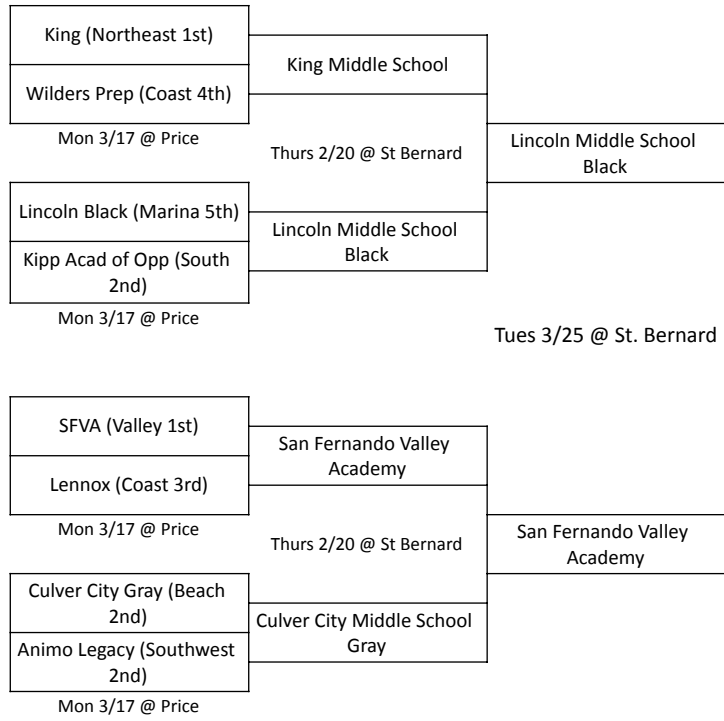 King (Northeast 1st)
King Middle School
Wilders Prep (Coast 4th)
Mon 3/17 @ Price
Thurs 2/20 @ St Bernard
Lincoln Middle School
Black
Lincoln Black (Marina 5th)
Lincoln Middle School
Black
Kipp Acad of Opp (South
2nd)
Mon 3/17 @ Price
Tues 3/25 @ St. Bernard
SFVA (Valley 1st)
San Fernando Valley
Academy
Lennox (Coast 3rd)
Mon 3/17 @ Price
Thurs 2/20 @ St Bernard
San Fernando Valley
Academy
Culver City Gray (Beach
2nd)
Culver City Middle School
Gray
Animo Legacy (Southwest
2nd)
Mon 3/17 @ Price